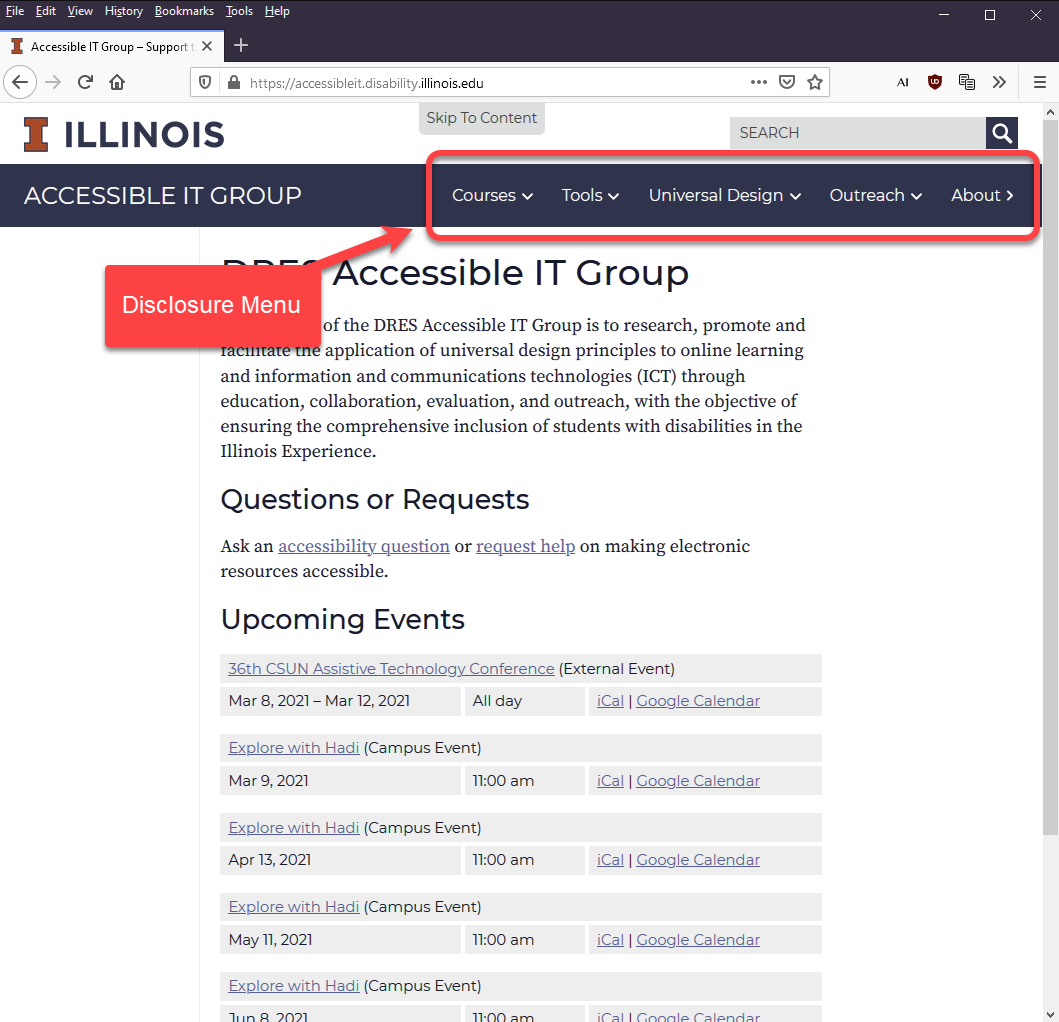 File Edit View History Bookmarks Tools Help
Accessible IT Group – Support
https://accessibleit.disability.illinois.edu
AI
ILLINOIS
Skip To Content
SEARCH
ACCESSIBLE IT GROUP
Courses Tools Universal Design Outreach About
Disclosure Menu
Accessible IT Group
of the DRES Accessible IT Group is to research, promote and
facilitate the application of universal design principles to online learning
and information and communications technologies (ICT) through
education, collaboration, evaluation, and outreach, with the objective of
ensuring the comprehensive inclusion of students with disabilities in the
Illinois Experience.
Questions or Requests
Ask an accessibility question or request help on making electronic
resources accessible.
Upcoming Events
36th CSUN Assistive Technology Conference (External Event)
Mar 8, 2021 – Mar 12, 2021 All day iCal | Google Calendar
Explore with Hadi (Campus Event)
Mar 9, 2021 11:00 am iCal | Google Calendar
Explore with Hadi (Campus Event)
Apr 13, 2021 11:00 am iCal | Google Calendar
Explore with Hadi (Campus Event)
May 11, 2021 11:00 am iCal | Google Calendar
Explore with Hadi (Campus Event)
Jun 8, 2021 11:00 am iCal | Google Calendar